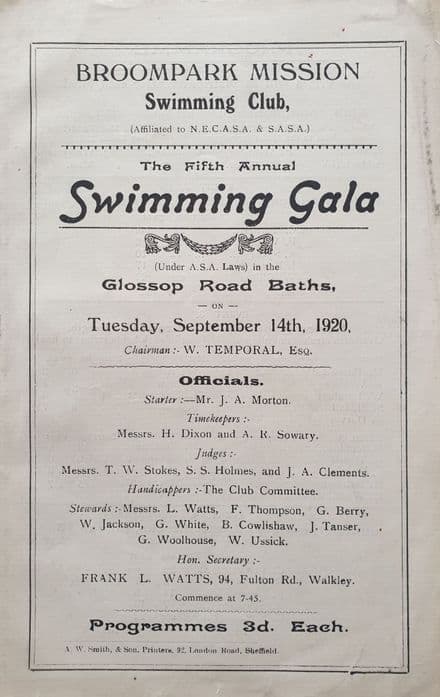 BROOMPARK MISSION
Swimming Club,
(Affiliated to N.E.C.A.S.A. & S.A.S.A.)
The Fifth Annual
Swimming Gala
(Under A.S.A. Laws) in the
Glossop Road Baths,
— ON —
Tuesday, September 14th, 1920,
Chairman :- W. TEMPORAL, Esq.
Officials.
Starter :—Mr. J. A. Morton.
Timekeepers :-
Messrs. H. Dixon and A. R. Sowary.
Judges :-
Messrs. T. W. Stokes, S. S. Holmes, and J. A. Clements.
Handicappers :-The Club Committee.
Stewards :-Messrs. L. Watts, F. Thompson, G. Berry,
W. Jackson, G. White, B. Cowlishaw, J. Tanser,
G. Woolhouse, W. Ussick.
Hon. Secretary :-
FRANK L. WATTS, 94, Fulton Rd., Walkley.
Commence at 7-45.
Programmes 3d. Each.
A. W. Smith, & Son, Printers, 92, London Road, Sheffield.